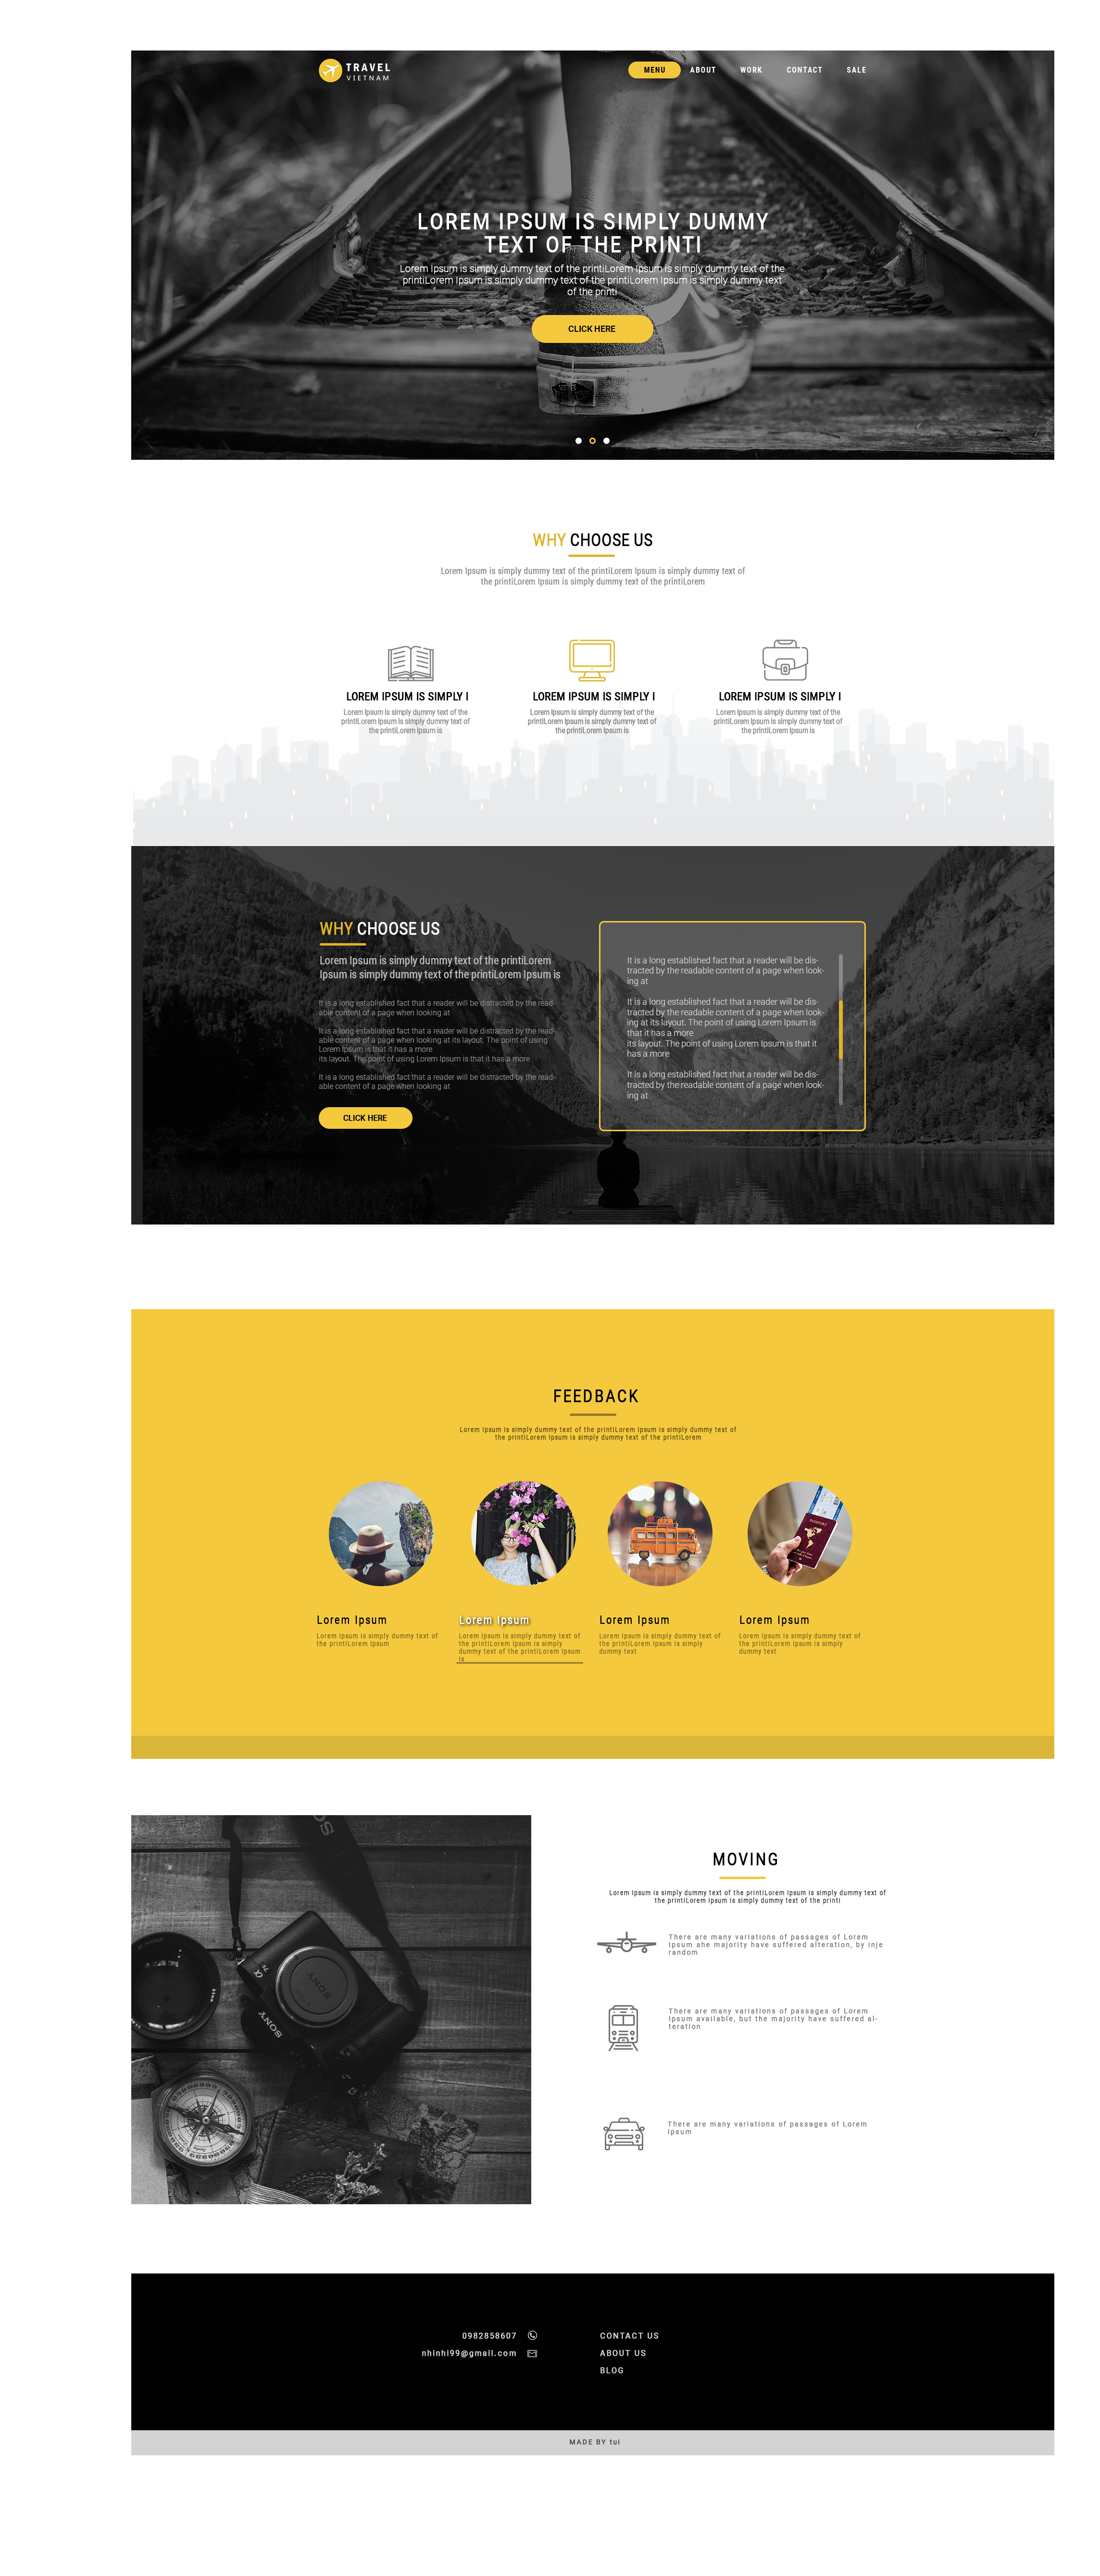 TRAVEL
VIETNAM
MENU ABOUT WORK CONTACT SALE
LOREM IPSUM IS SIMPLY DUMMY
TEXT OF THE PRINTI
Lorem Ipsum is simply dummy text of the printiLorem Ipsum is simply dummy text of the
printiLorem Ipsum is simply dummy text of the printiLorem Ipsum is simply dummy text
of the printi
CLICK HERE
WHY CHOOSE US
Lorem Ipsum is simply dummy text of the printiLorem Ipsum is simply dummy text of
the printiLorem Ipsum is simply dummy text of the printiLorem
LOREM IPSUM IS SIMPLY I
Lorem Ipsum is simply dummy text of the
printiLorem Ipsum is simply dummy text of
the printiLorem Ipsum is
LOREM IPSUM IS SIMPLY I
Lorem Ipsum is simply dummy text of the
printiLorem Ipsum is simply dummy text of
the printiLorem Ipsum is
LOREM IPSUM IS SIMPLY I
Lorem Ipsum is simply dummy text of the
printiLorem Ipsum is simply dummy text of
the printiLorem Ipsum is
WHY CHOOSE US
Lorem Ipsum is simply dummy text of the printiLorem
Ipsum is simply dummy text of the printiLorem Ipsum is
It is a long established fact that a reader will be distracted by the read-
able content of a page when looking at
It is a long established fact that a reader will be distracted by the read-
able content of a page when looking at its layout. The point of using
Lorem Ipsum is that it has a more
its layout. The point of using Lorem Ipsum is that it has a more
It is a long established fact that a reader will be distracted by the read-
able content of a page when looking at
CLICK HERE
It is a long established fact that a reader will be dis-
tracted by the readable content of a page when look-
ing at
It is a long established fact that a reader will be dis-
tracted by the readable content of a page when look-
ing at its layout. The point of using Lorem Ipsum is
that it has a more
its layout. The point of using Lorem Ipsum is that it
has a more
It is a long established fact that a reader will be dis-
tracted by the readable content of a page when look-
ing at
FEEDBACK
Lorem Ipsum is simply dummy text of the printiLorem Ipsum is simply dummy text of
the printiLorem Ipsum is simply dummy text of the printiLorem
PASSPORT
Lorem Ipsum
Lorem Ipsum is simply dummy text of
the printiLorem Ipsum
Lorem Ipsum
Lorem Ipsum is simply dummy text of
the printiLorem Ipsum is simply
dummy text of the printiLorem Ipsum
is
Lorem Ipsum
Lorem Ipsum is simply dummy text of
the printiLorem Ipsum is simply
dummy text
Lorem Ipsum
Lorem Ipsum is simply dummy text of
the printiLorem Ipsum is simply
dummy text
SO
SONY
α
SONY
MOVING
Lorem Ipsum is simply dummy text of the printiLorem Ipsum is simply dummy text of
the printiLorem Ipsum is simply dummy text of the printi
There are many variations of passages of Lorem
Ipsum ahe majority have suffered alteration, by inje
random
There are many variations of passages of Lorem
Ipsum available, but the majority have suffered al-
teration
There are many variations of passages of Lorem
Ipsum
0982858607
nhinhi99@gmail.com
CONTACT US
ABOUT US
BLOG
MADE BY tui